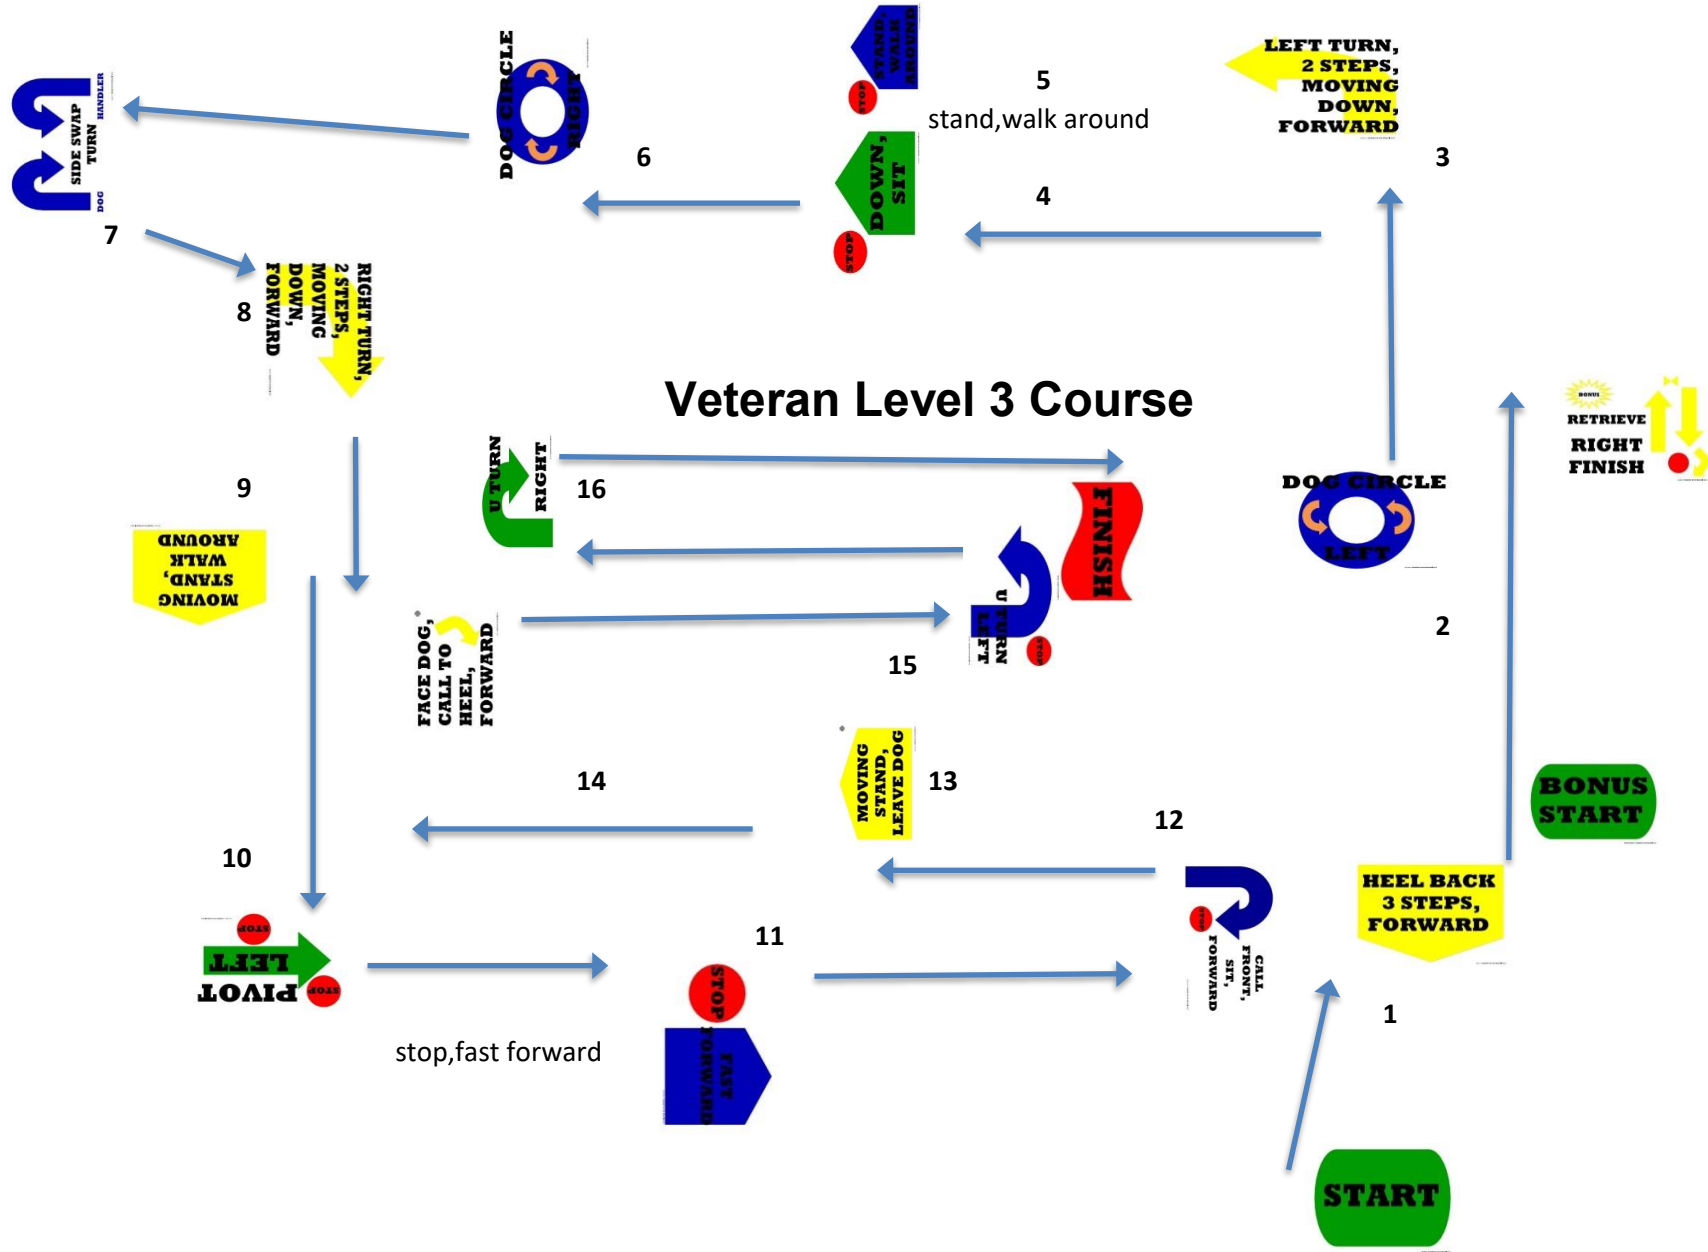 Veteran Level 3 Course
START
1
HEEL BACK
3 STEPS,
FORWARD
2
DOG CIRCLE
LEFT
3
LEFT TURN,
2 STEPS,
MOVING
DOWN,
FORWARD
4
STOP
DOWN,
SIT
5
stand,walk around
STOP
STAND,
WALK
AROUND
6
DOG CIRCLE
RIGHT
7
SIDE SWAP
TURN
HANDLER
DOG
8
RIGHT TURN,
2 STEPS,
MOVING
DOWN,
FORWARD
9
MOVING
STAND,
WALK
AROUND
10
STOP
PIVOT
LEFT
STOP
11
stop,fast forward
STOP
FAST
FORWARD
12
STOP
CALL
FRONT,
SIT,
FORWARD
13
MOVING
STAND,
LEAVE DOG
14
FACE DOG,
CALL TO
HEEL,
FORWARD
15
STOP
U TURN
LEFT
16
U TURN
RIGHT
FINISH
BONUS
START
BONUS
RETRIEVE
RIGHT
FINISH